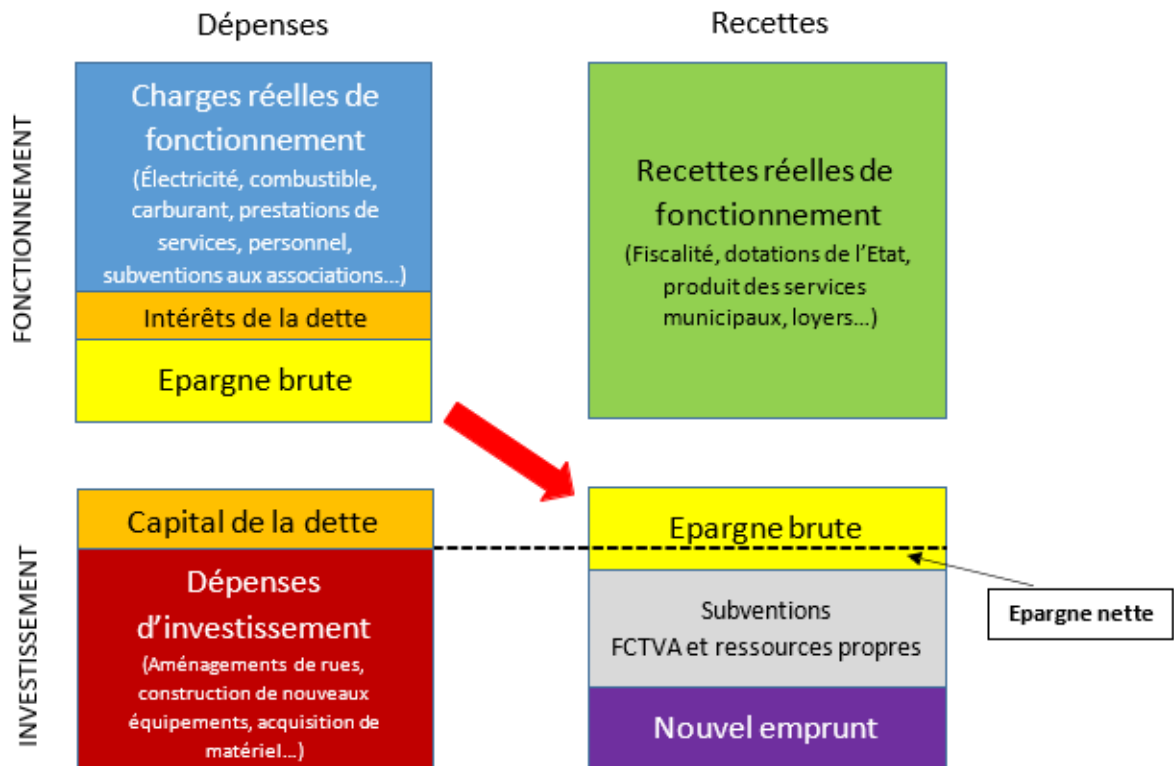 Dépenses
Recettes
FONCTIONNEMENT
Charges réelles de
fonctionnement
(Électricité, combustible,
carburant, prestations de
services, personnel,
subventions aux associations…)
Intérêts de la dette
Epargne brute
Recettes réelles de
fonctionnement
(Fiscalité, dotations de l’Etat,
produit des services
municipaux, loyers…)
INVESTISSEMENT
Capital de la dette
Dépenses
d’investissement
(Aménagements de rues,
construction de nouveaux
équipements, acquisition de
matériel…)
Epargne brute
Subventions
FCTVA et ressources propres
Nouvel emprunt
Epargne nette